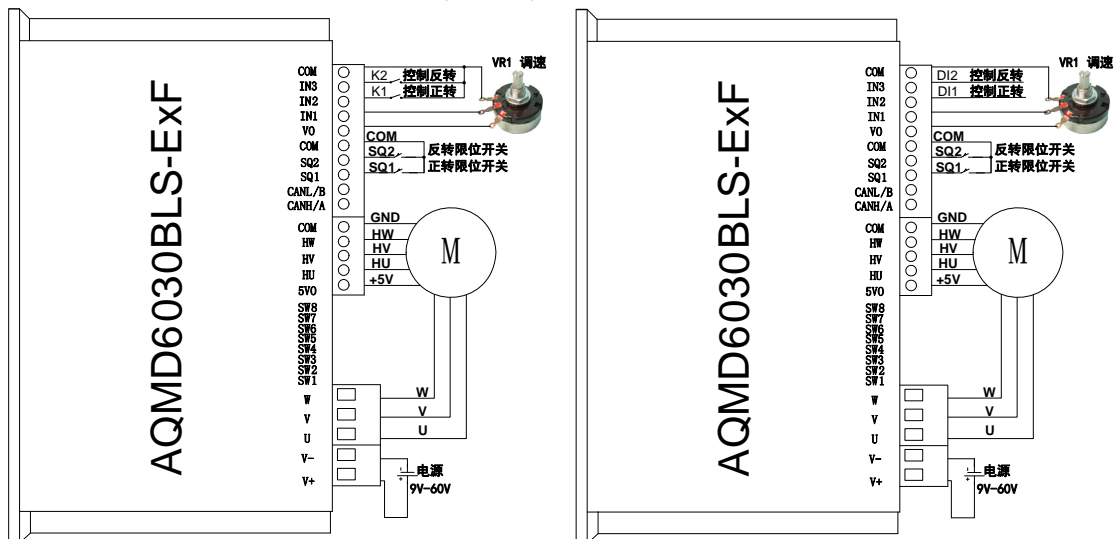 AQMD6030BLS-ExF
COM
IN3
IN2
IN1
VO
COM
SQ2
SQ1
CANL/B
CANH/A
COM
HW
HV
HU
5VO
SW8
SW7
SW6
SW5
SW4
SW3
SW2
SW1
W
V
U
V-
V+
K2 控制反转
K1 控制正转
VR1 调速
COM
SQ2 反转限位开关
SQ1 正转限位开关
GND
HW
HV
HU
+5V
M
W
V
U
电源
9V-60V
AQMD6030BLS-ExF
COM
IN3
IN2
IN1
VO
COM
SQ2
SQ1
CANL/B
CANH/A
COM
HW
HV
HU
5VO
SW8
SW7
SW6
SW5
SW4
SW3
SW2
SW1
W
V
U
V-
V+
DI2 控制反转
DI1 控制正转
VR1 调速
COM
SQ2 反转限位开关
SQ1 正转限位开关
GND
HW
HV
HU
+5V
M
W
V
U
电源
9V-60V